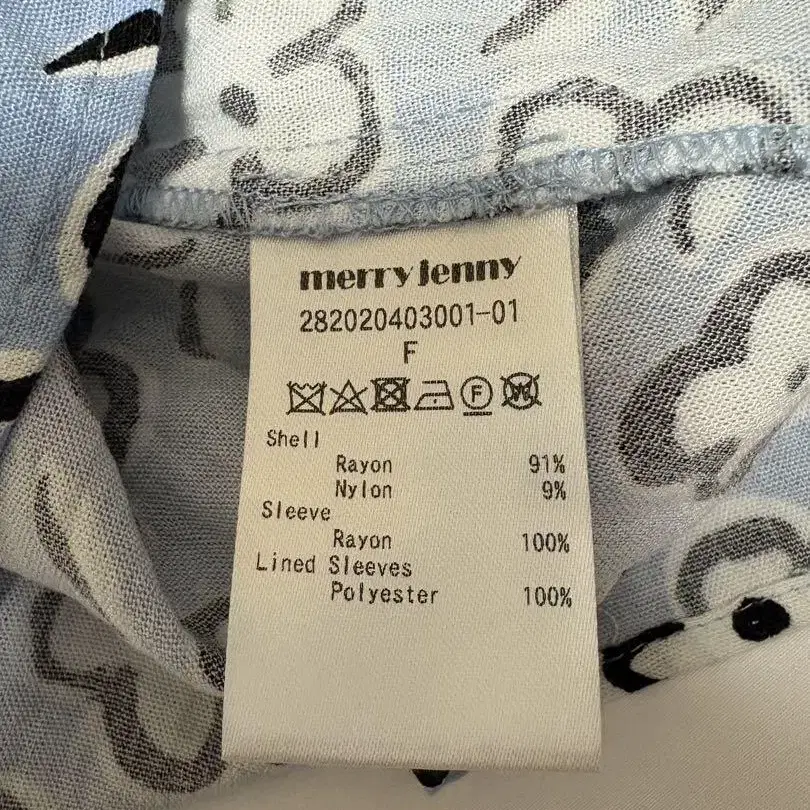 merry jenny
282020403001-01
F
F W
Shell
Rayon 91%
Nylon 9%
Sleeve
Rayon 100%
Lined Sleeves
Polyester 100%